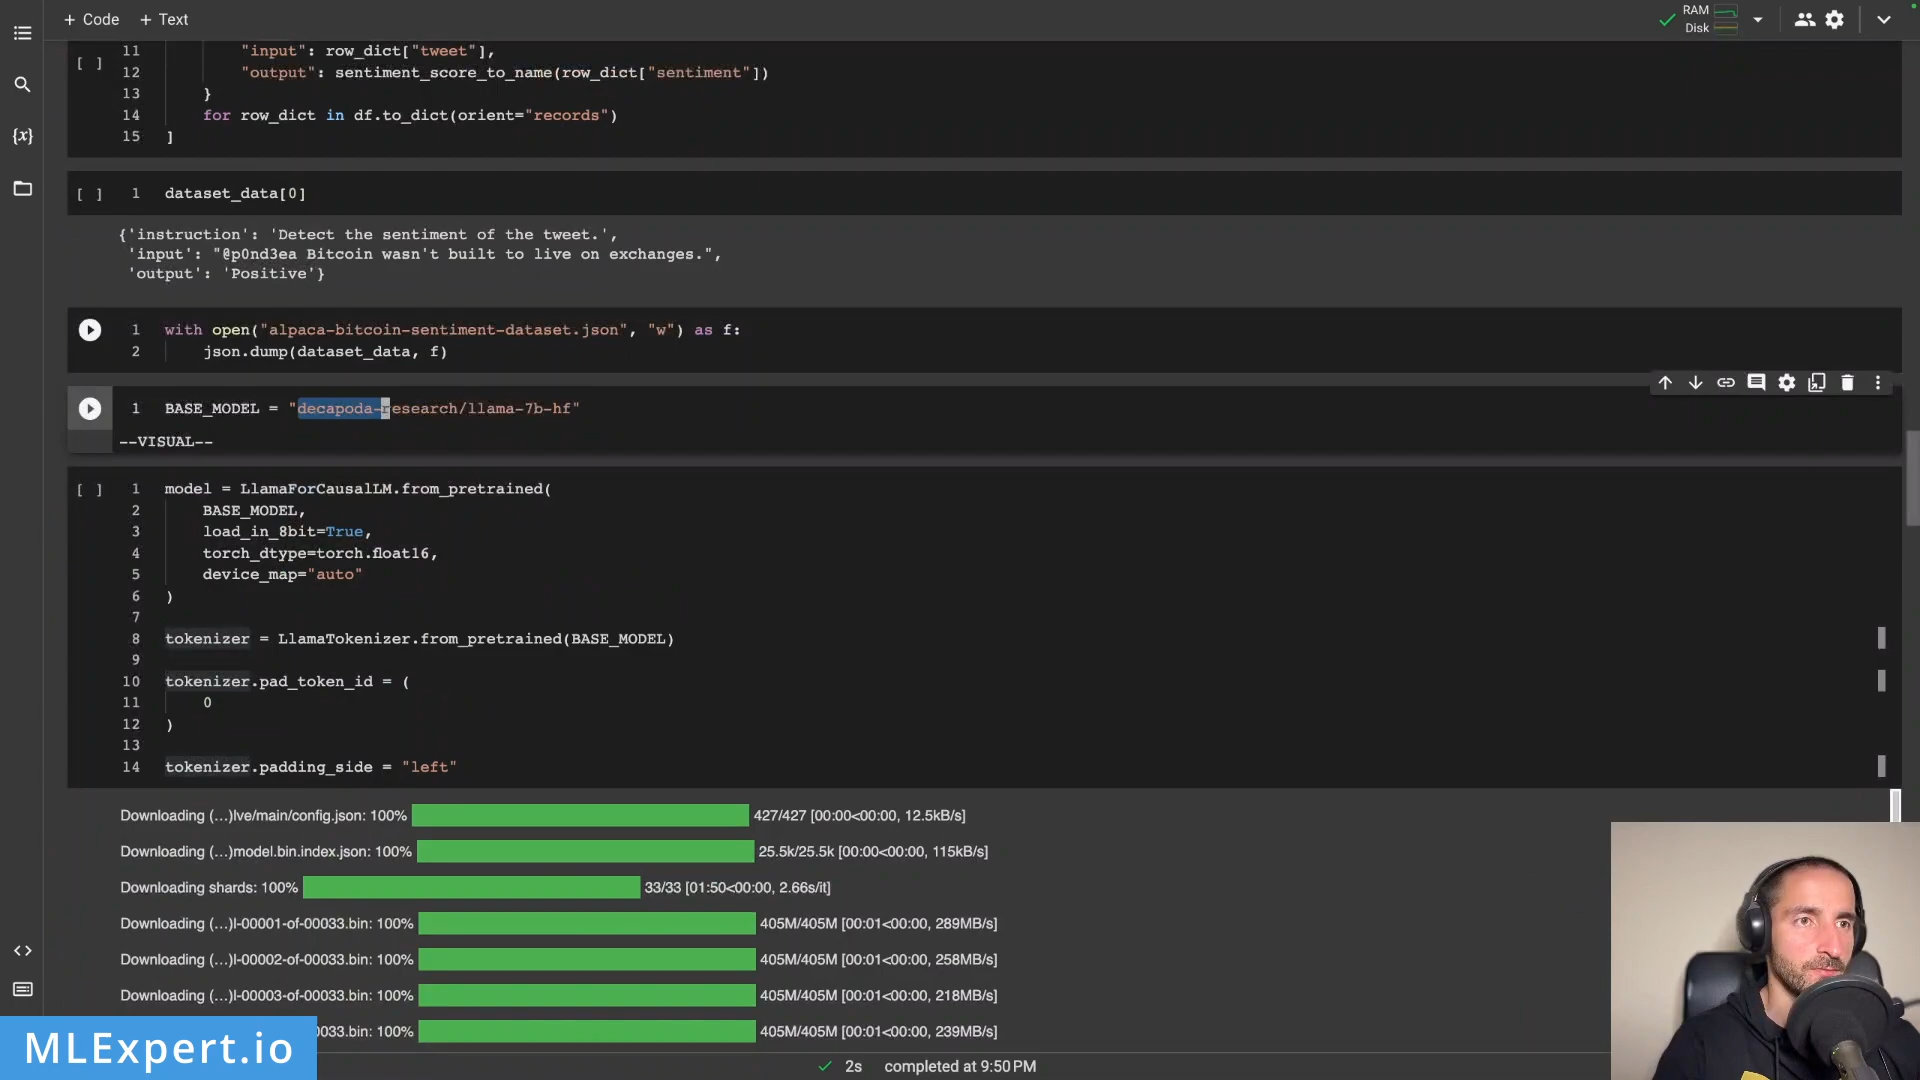 + Code + Text
RAM
Disk
11 "input": row_dict["tweet"],
[ ]
12 "output": sentiment_score_to_name(row_dict["sentiment"])
13 }
14 for row_dict in df.to_dict(orient="records")
15 ]
[ ] 1 dataset_data[0]
{'instruction': 'Detect the sentiment of the tweet.',
'input': "@p0nd3ea Bitcoin wasn't built to live on exchanges.",
'output': 'Positive'}
1 with open("alpaca-bitcoin-sentiment-dataset.json", "w") as f:
2 json.dump(dataset_data, f)
1 BASE_MODEL = "decapoda-research/llama-7b-hf"
--VISUAL--
[ ] 1 model = LlamaForCausalLM.from_pretrained(
2 BASE_MODEL,
3 load_in_8bit=True,
4 torch_dtype=torch.float16,
5 device_map="auto"
6 )
7
8 tokenizer = LlamaTokenizer.from_pretrained(BASE_MODEL)
9
10 tokenizer.pad_token_id = (
11 0
12 )
13
14 tokenizer.padding_side = "left"
Downloading (…)lve/main/config.json: 100% 427/427 [00:00<00:00, 12.5kB/s]
Downloading (…)model.bin.index.json: 100% 25.5k/25.5k [00:00<00:00, 115kB/s]
Downloading shards: 100% 33/33 [01:50<00:00, 2.66s/it]
Downloading (…)l-00001-of-00033.bin: 100% 405M/405M [00:01<00:00, 289MB/s]
Downloading (…)l-00002-of-00033.bin: 100% 405M/405M [00:01<00:00, 258MB/s]
Downloading (…)l-00003-of-00033.bin: 100% 405M/405M [00:01<00:00, 218MB/s]
033.bin: 100% 405M/405M [00:01<00:00, 239MB/s]
MLExpert.io
2s completed at 9:50 PM